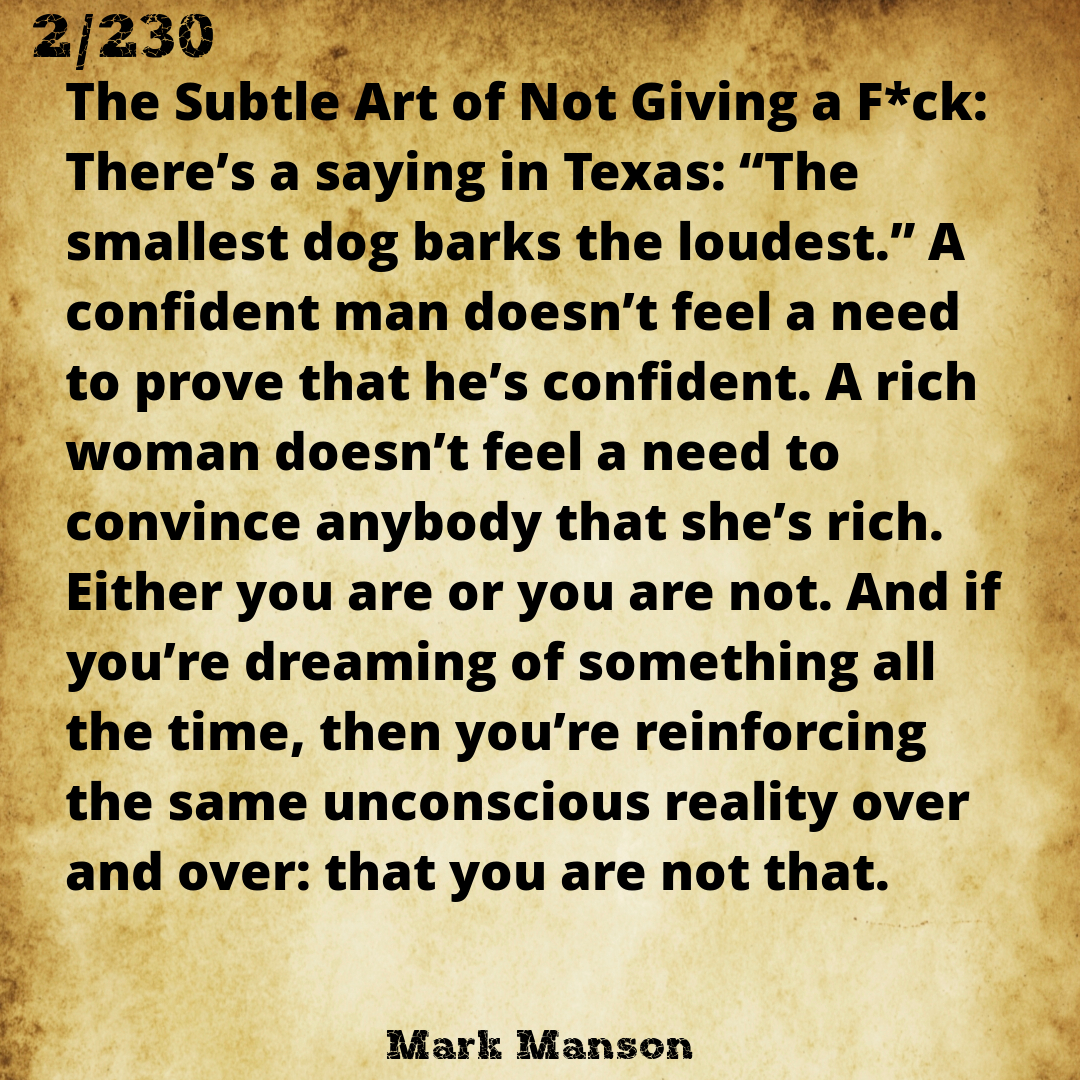 2/230
The Subtle Art of Not Giving a F*ck:
There’s a saying in Texas: “The
smallest dog barks the loudest.” A
confident man doesn’t feel a need
to prove that he’s confident. A rich
woman doesn’t feel a need to
convince anybody that she’s rich.
Either you are or you are not. And if
you’re dreaming of something all
the time, then you’re reinforcing
the same unconscious reality over
and over: that you are not that.
Mark Manson